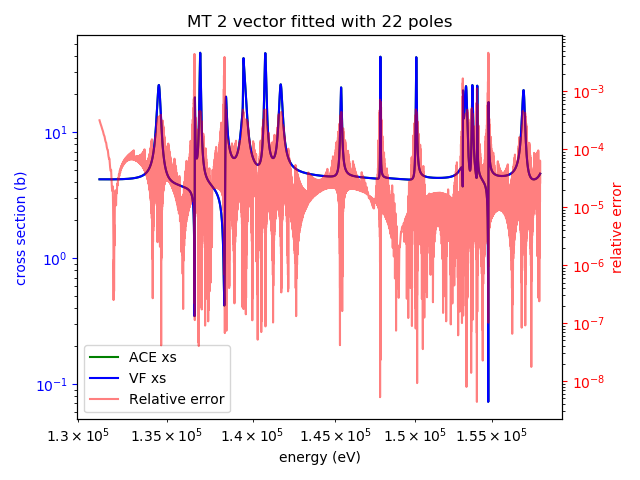 MT 2 vector fitted with 22 poles
cross section (b)
10¹
10⁰
10⁻¹
10⁻³
10⁻⁴
10⁻⁵
10⁻⁶
10⁻⁷
10⁻⁸
relative error
ACE xs
VF xs
Relative error
1.3 × 10⁵ 1.35 × 10⁵ 1.4 × 10⁵ 1.45 × 10⁵ 1.5 × 10⁵ 1.55 × 10⁵
energy (eV)